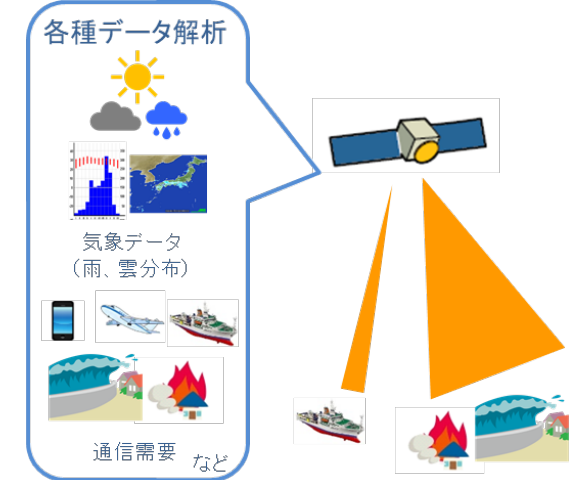 各種データ解析
気象データ
（雨、雲分布）
通信需要
など